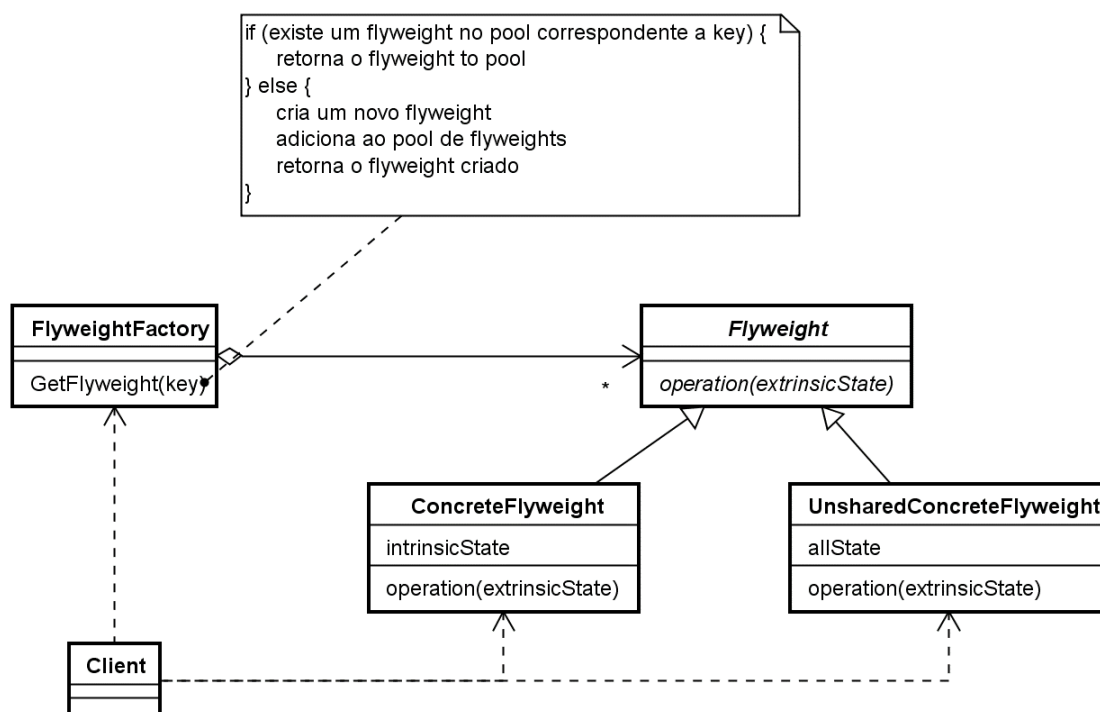 if (existe um flyweight no pool correspondente a key) {
retorna o flyweight to pool
} else {
cria um novo flyweight
adiciona ao pool de flyweights
retorna o flyweight criado
}
FlyweightFactory
GetFlyweight(key)
*
Flyweight
operation(extrinsicState)
ConcreteFlyweight
intrinsicState
operation(extrinsicState)
UnsharedConcreteFlyweight
allState
operation(extrinsicState)
Client